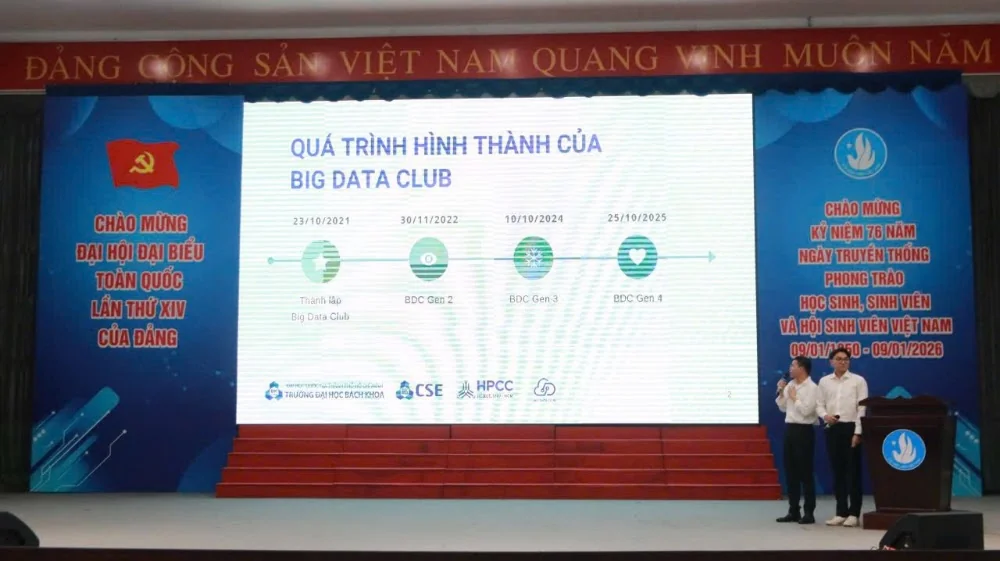 ĐẢNG CỘNG SẢN VIỆT NAM QUANG VINH MUÔN NĂM
CHÀO MỪNG
ĐẠI HỘI ĐẠI BIỂU
TOÀN QUỐC
LẦN THỨ XIV
CỦA ĐẢNG
QUÁ TRÌNH HÌNH THÀNH CỦA
BIG DATA CLUB
23/10/2021
30/11/2022
10/10/2024
25/10/2025
Thành lập
Big Data Club
BDC Gen 2
BDC Gen 3
BDC Gen 4
TRƯỜNG ĐẠI HỌC BÁCH KHOA
CSE
HPCC
2
CHÀO MỪNG
KỶ NIỆM 76 NĂM
NGÀY TRUYỀN THỐNG
PHONG TRÀO
HỌC SINH, SINH VIÊN
VÀ HỘI SINH VIÊN VIỆT NAM
09/01/1950 - 09/01/2026